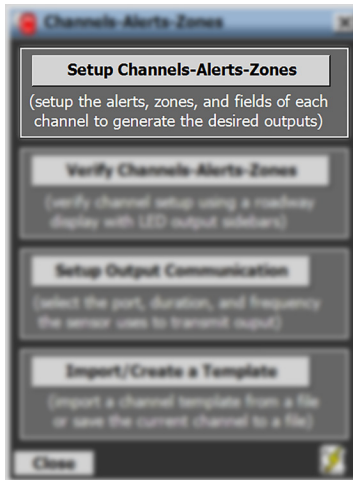 Channels-Alerts-Zones
Setup Channels-Alerts-Zones
(setup the alerts, zones, and fields of each
channel to generate the desired outputs)
Verify Channels-Alerts-Zones
(verify channel setup using a roadway
display with LED output sidebars)
Setup Output Communication
(select the port, duration, and frequency
the sensor uses to transmit ouput)
Import/Create a Template
(import a channel template from a file
or save the current channel to a file)
Close